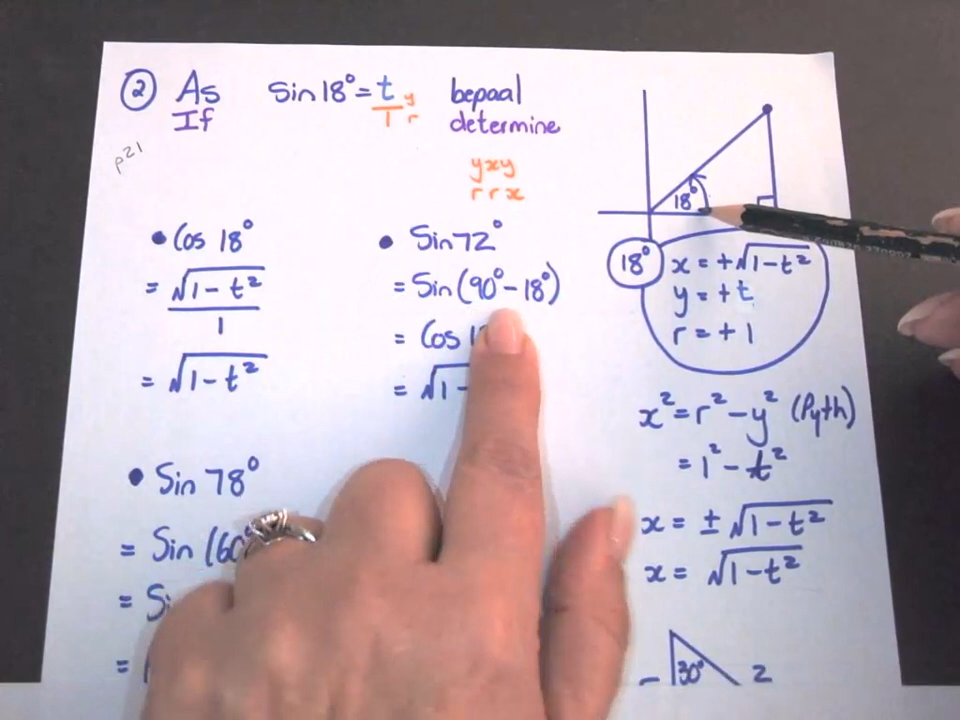 2 As sin 18° = t/1 y/r bepaal
If determine
p21
y x y
r r x
18°
• Cos 18°
= √(1 - t²)/1
= √(1 - t²)
• Sin 72°
= Sin (90° - 18°)
= Cos
= √1 -
18° x = + √(1 - t²)
y = + t
r = + 1
x² = r² - y² (Pyth)
= 1² - t²
x = ± √(1 - t²)
x = √(1 - t²)
• Sin 78°
= Sin (60°
=
=
30° 2